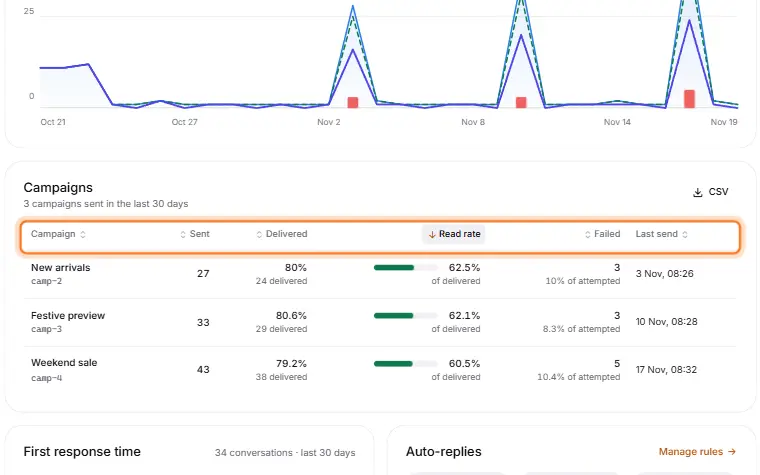 25
0
Oct 21 Oct 27 Nov 2 Nov 8 Nov 14 Nov 19
Campaigns
3 campaigns sent in the last 30 days
CSV
Campaign Sent Delivered Read rate Failed Last send
New arrivals 27 80% 62.5% 3 3 Nov, 08:26
camp-2 24 delivered of delivered 10% of attempted
Festive preview 33 80.6% 62.1% 3 10 Nov, 08:28
camp-3 29 delivered of delivered 8.3% of attempted
Weekend sale 43 79.2% 60.5% 5 17 Nov, 08:32
camp-4 38 delivered of delivered 10.4% of attempted
First response time 34 conversations · last 30 days
Auto-replies Manage rules →